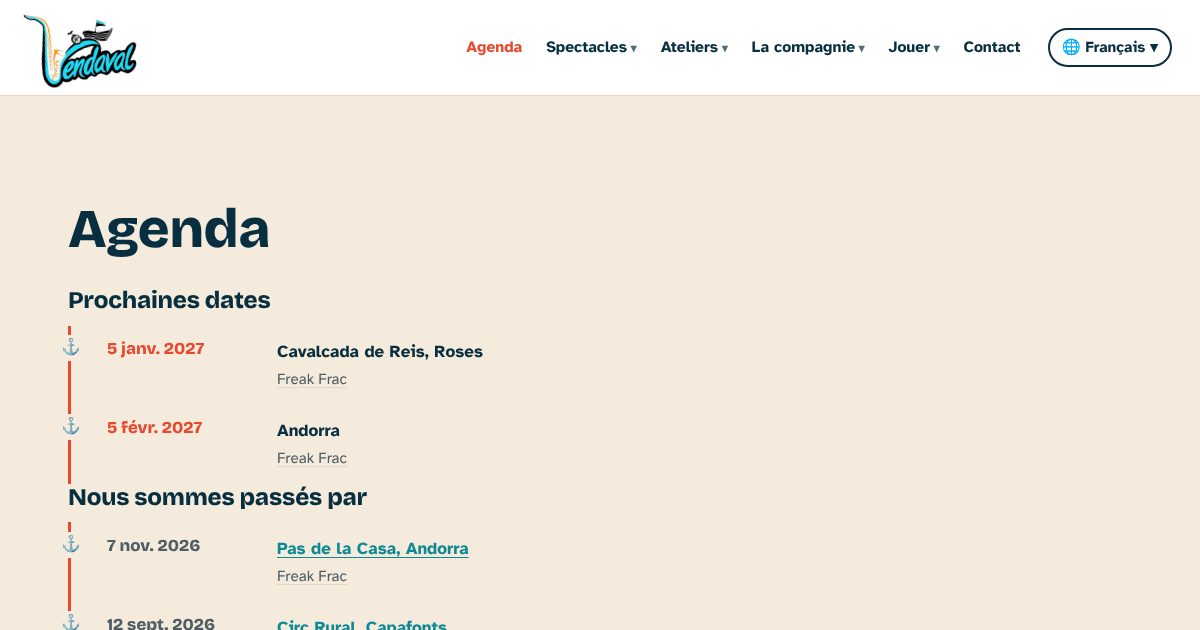 Vendaval
Agenda Spectacles ▾ Ateliers ▾ La compagnie ▾ Jouer ▾ Contact 🌐 Français ▾
Agenda
Prochaines dates
5 janv. 2027 Cavalcada de Reis, Roses
Freak Frac
5 févr. 2027 Andorra
Freak Frac
Nous sommes passés par
7 nov. 2026 Pas de la Casa, Andorra
Freak Frac
12 sept. 2026 Circ Rural, Capafonts